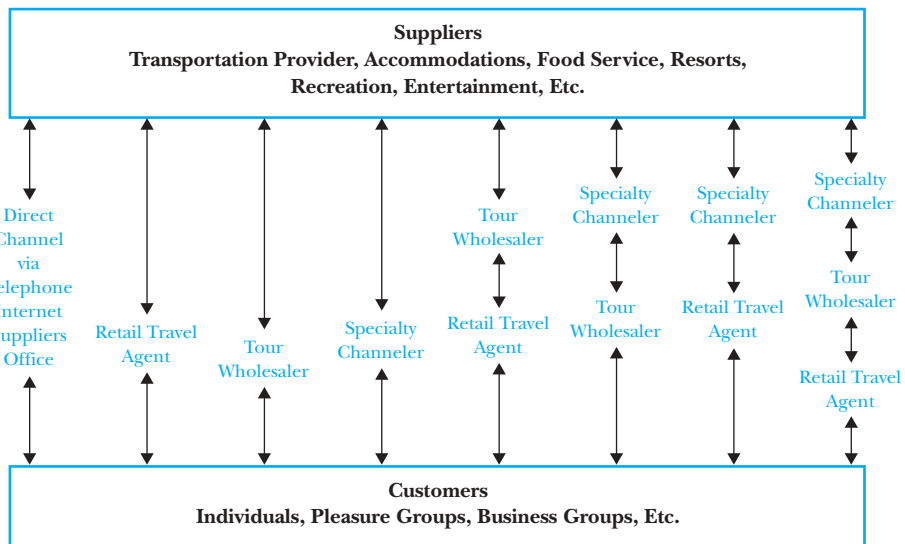 Suppliers
Transportation Provider, Accommodations, Food Service, Resorts,
Recreation, Entertainment, Etc.
Direct
Channel
via
elephone
Internet
uppliers
Office
Retail Travel
Agent
Tour
Wholesaler
Specialty
Channeler
Tour
Wholesaler
Retail Travel
Agent
Specialty
Channeler
Tour
Wholesaler
Specialty
Channeler
Retail Travel
Agent
Specialty
Channeler
Tour
Wholesaler
Retail Travel
Agent
Customers
Individuals, Pleasure Groups, Business Groups, Etc.